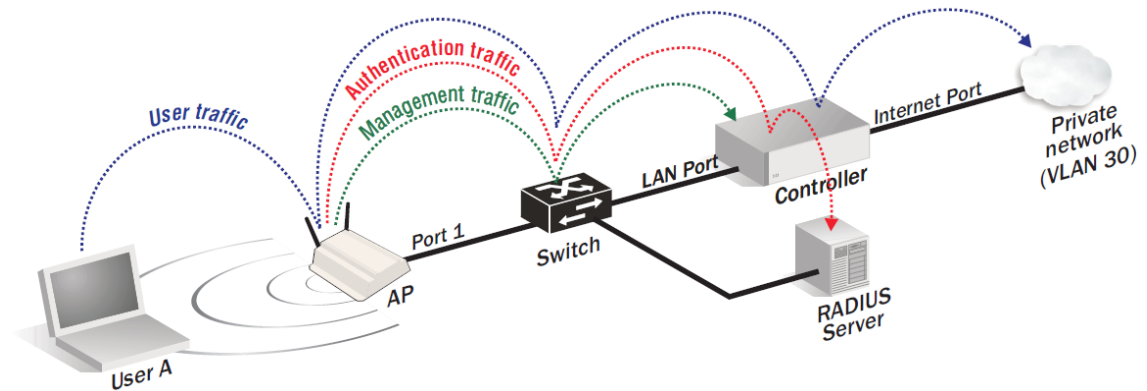 User traffic
Authentication traffic
Management traffic
User A
AP
Port 1
Switch
LAN Port
Controller
Internet Port
Private
network
(VLAN 30)
RADIUS
Server